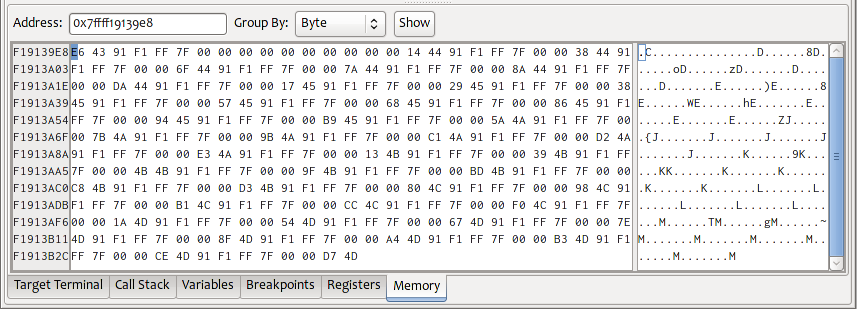 Address: 0x7ffff19139e8 Group By: Byte Show
F19139E8 E6 43 91 F1 FF 7F 00 00 00 00 00 00 00 00 00 00 14 44 91 F1 FF 7F 00 00 38 44 91 .C..............D......8D.
F1913A03 F1 FF 7F 00 00 6F 44 91 F1 FF 7F 00 00 7A 44 91 F1 FF 7F 00 00 8A 44 91 F1 FF 7F .....oD......zD......D....
F1913A1E 00 00 DA 44 91 F1 FF 7F 00 00 17 45 91 F1 FF 7F 00 00 29 45 91 F1 FF 7F 00 00 38 ...D.......E......)E......8
F1913A39 45 91 F1 FF 7F 00 00 57 45 91 F1 FF 7F 00 00 68 45 91 F1 FF 7F 00 00 86 45 91 F1 E......WE......hE.......E..
F1913A54 FF 7F 00 00 94 45 91 F1 FF 7F 00 00 B9 45 91 F1 FF 7F 00 00 5A 4A 91 F1 FF 7F 00 .....E.......E......ZJ.....
F1913A6F 00 7B 4A 91 F1 FF 7F 00 00 9B 4A 91 F1 FF 7F 00 00 C1 4A 91 F1 FF 7F 00 00 D2 4A .{J.......J.......J.......J
F1913A8A 91 F1 FF 7F 00 00 E3 4A 91 F1 FF 7F 00 00 13 4B 91 F1 FF 7F 00 00 39 4B 91 F1 FF .......J.......K......9K...
F1913AA5 7F 00 00 4B 4B 91 F1 FF 7F 00 00 9F 4B 91 F1 FF 7F 00 00 BD 4B 91 F1 FF 7F 00 00 ...KK.......K.......K......
F1913AC0 C8 4B 91 F1 FF 7F 00 00 D3 4B 91 F1 FF 7F 00 00 80 4C 91 F1 FF 7F 00 00 98 4C 91 .K.......K.......L.......L.
F1913ADB F1 FF 7F 00 00 B1 4C 91 F1 FF 7F 00 00 CC 4C 91 F1 FF 7F 00 00 F0 4C 91 F1 FF 7F ......L.......L.......L....
F1913AF6 00 00 1A 4D 91 F1 FF 7F 00 00 54 4D 91 F1 FF 7F 00 00 67 4D 91 F1 FF 7F 00 00 7E ...M......TM......gM......~
F1913B11 4D 91 F1 FF 7F 00 00 8F 4D 91 F1 FF 7F 00 00 A4 4D 91 F1 FF 7F 00 00 B3 4D 91 F1 M.......M.......M.......M..
F1913B2C FF 7F 00 00 CE 4D 91 F1 FF 7F 00 00 D7 4D .....M.......M
Target Terminal Call Stack Variables Breakpoints Registers Memory